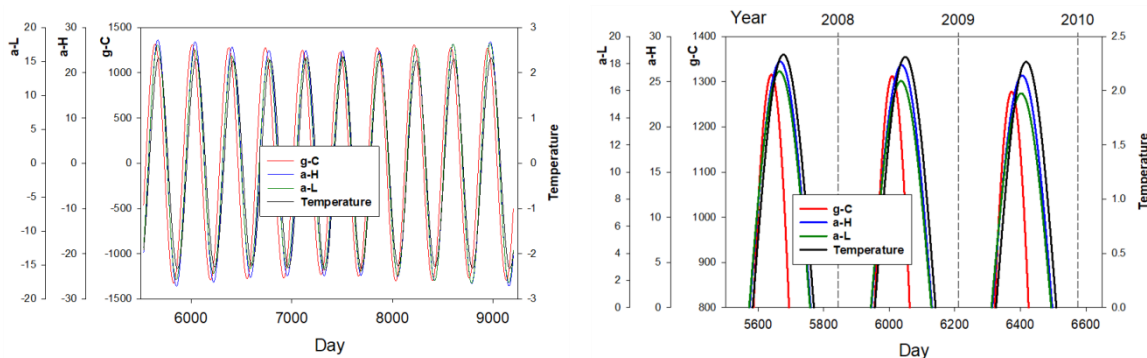 Year 2008 2009 2010
a-L
a-H
g-C
Temperature
20 30 1500 3
15 20 1000 2
10
5 10 500 1
0 0 0 0
-5 -10 -500 -1
-10
-15 -20 -1000 -2
-20 -30 -1500 -3
g-C
a-H
a-L
Temperature
6000 7000 8000 9000
Day
a-L
a-H
g-C
Temperature
20 30 1400 2.5
18
16 25 1300 2.0
14
12 20 1200 1.5
10 15 1100
8 1.0
6 10 1000
4 5 900 0.5
2
0 0 800 0.0
g-C
a-H
a-L
Temperature
5600 5800 6000 6200 6400 6600
Day